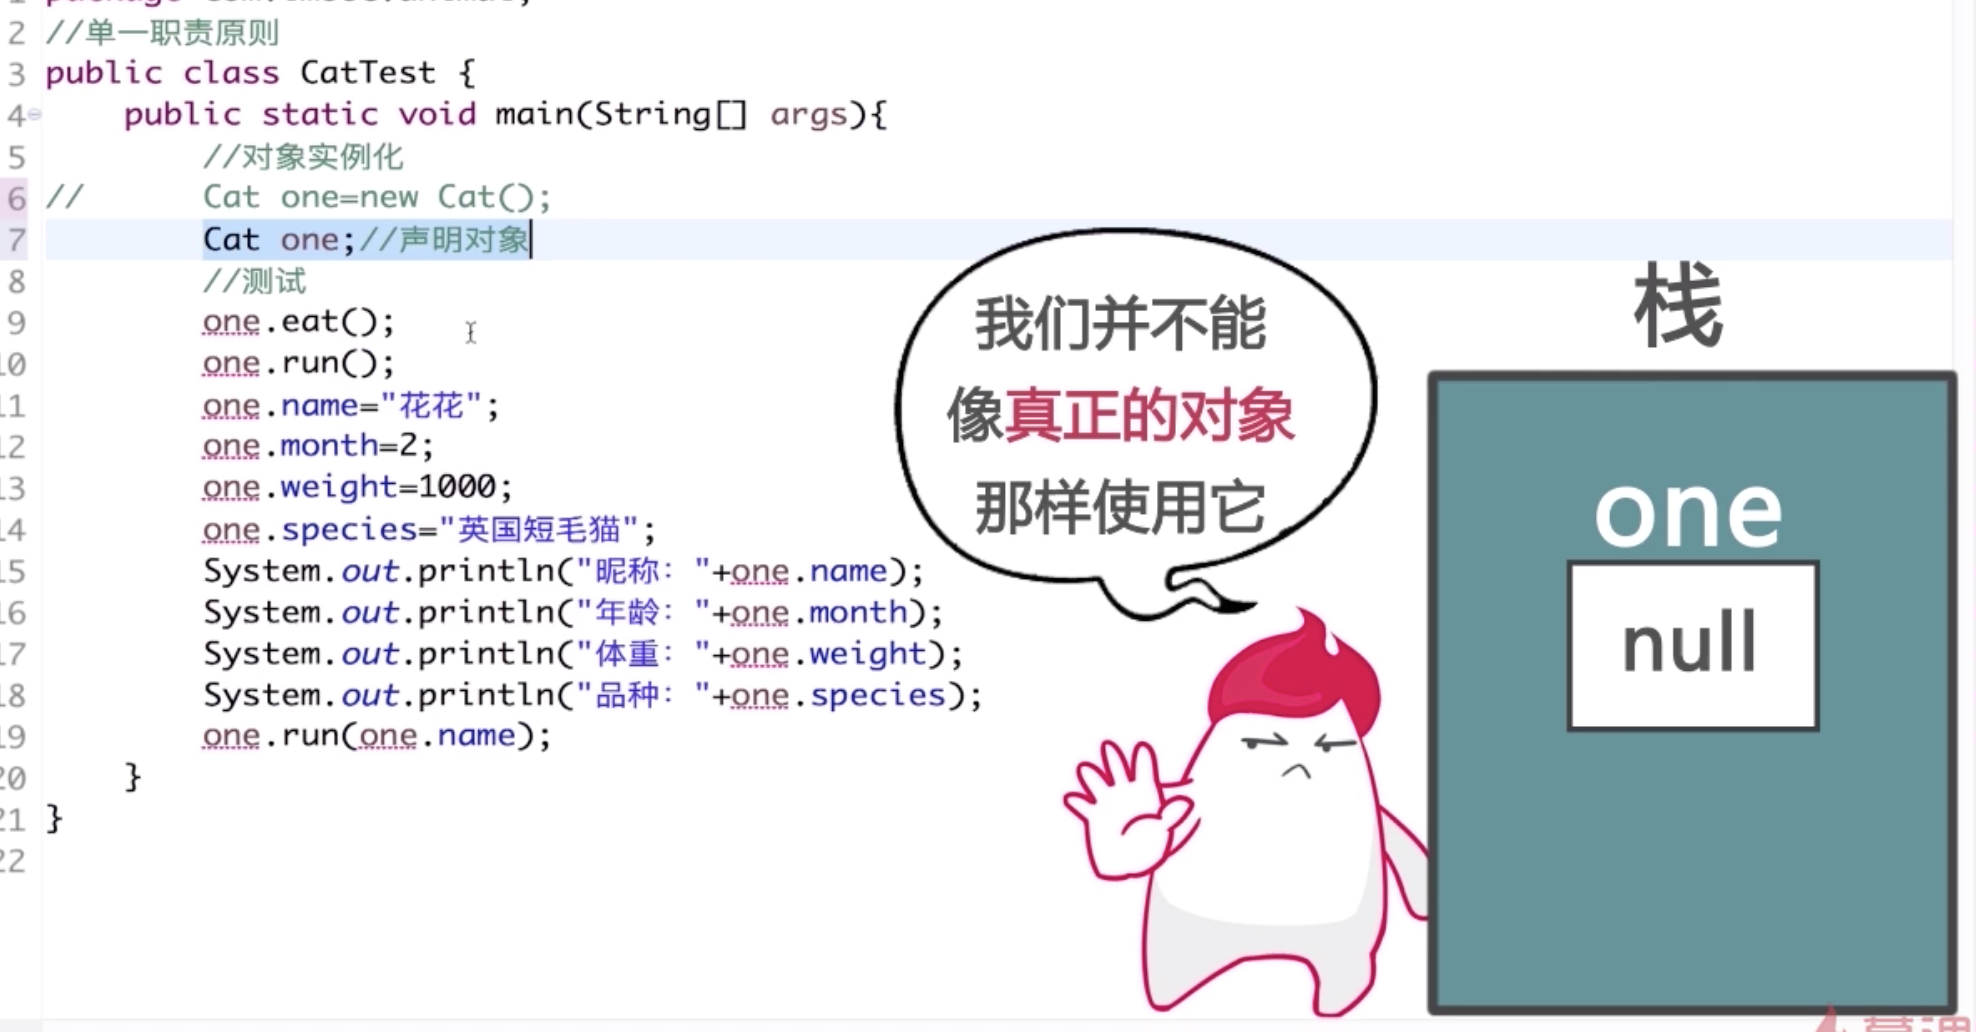 2 //单一职责原则
3 public class CatTest {
4 public static void main(String[] args){
5 //对象实例化
6 // Cat one=new Cat();
7 Cat one;//声明对象
8 //测试
9 one.eat();
10 one.run();
11 one.name="花花";
12 one.month=2;
13 one.weight=1000;
14 one.species="英国短毛猫";
15 System.out.println("昵称："+one.name);
16 System.out.println("年龄："+one.month);
17 System.out.println("体重："+one.weight);
18 System.out.println("品种："+one.species);
19 one.run(one.name);
20 }
21 }
22
我们并不能
像真正的对象
那样使用它
栈
one
null